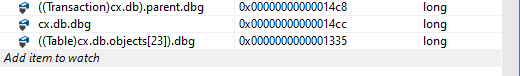 ((Transaction)cx.db).parent.dbg 0x00000000000014c8 long
cx.db.dbg 0x00000000000014cc long
((Table)cx.db.objects[23]).dbg 0x0000000000001335 long
Add item to watch